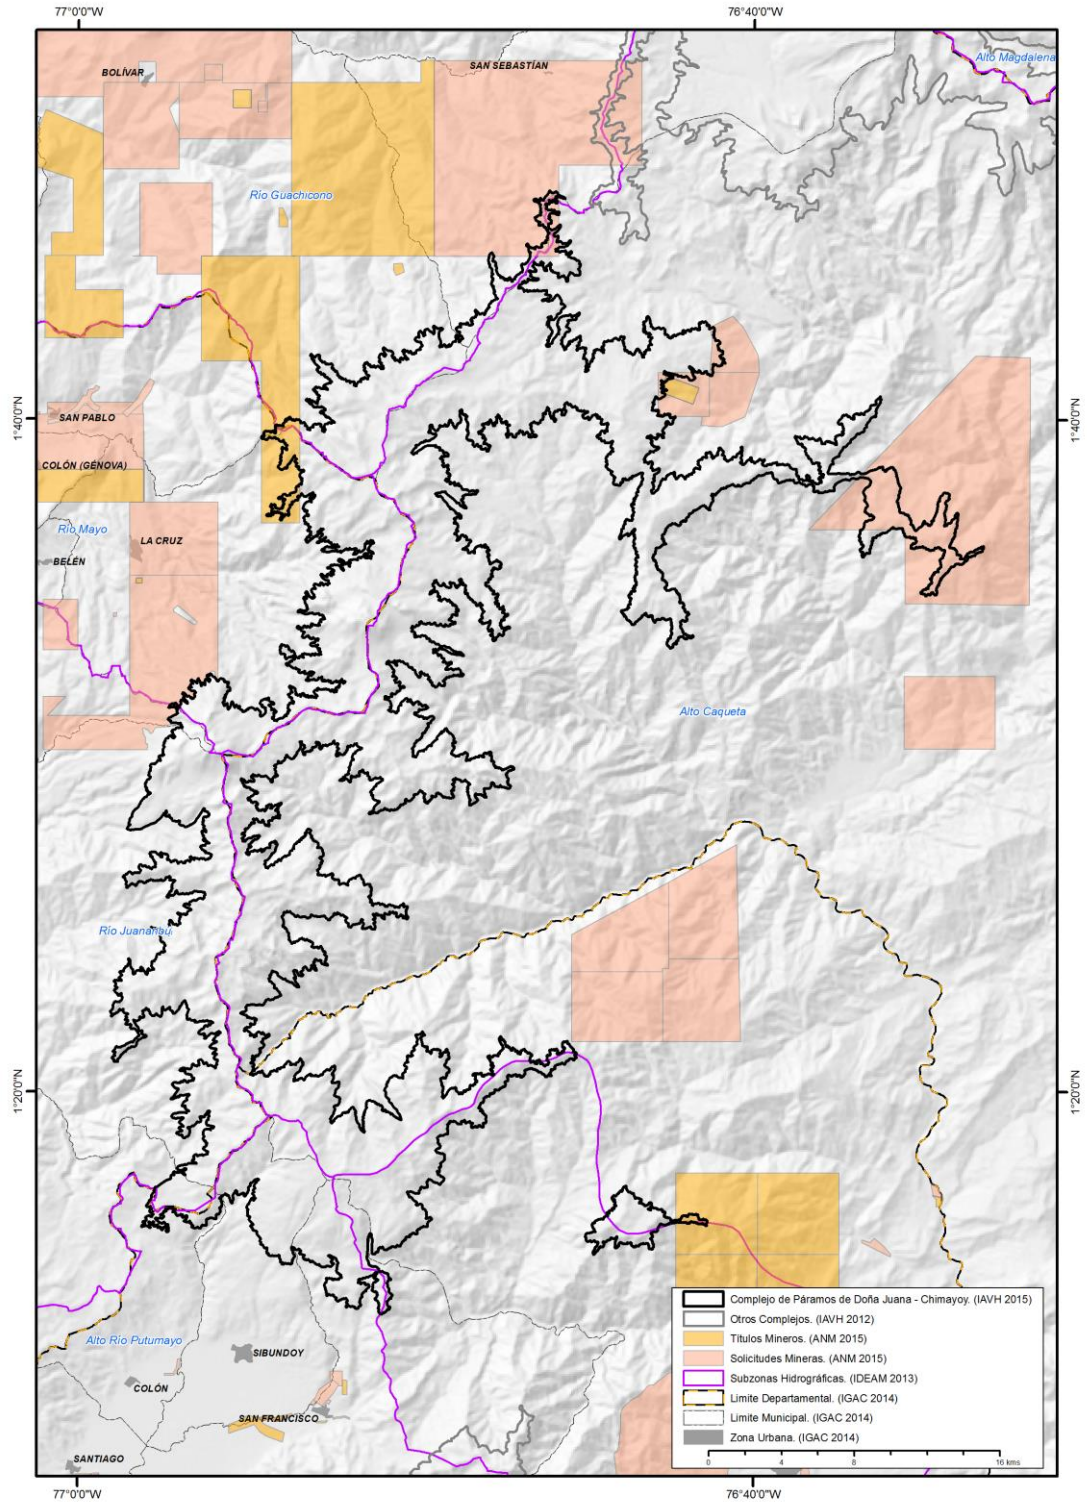 77°0'0"W
76°40'0"W
BOLÍVAR
SAN SEBASTÍAN
Alto Magdalena
Río Guachicono
1°40'0"N
1°40'0"N
SAN PABLO
COLÓN (GÉNOVA)
Río Mayo
LA CRUZ
BELÉN
Alto Caqueta
Río Juanambú
1°20'0"N
1°20'0"N
Alto Río Putumayo
SIBUNDOY
COLÓN
SAN FRANCISCO
SANTIAGO
Complejo de Páramos de Doña Juana - Chimayoy. (IAVH 2015)
Otros Complejos. (IAVH 2012)
Títulos Mineros. (ANM 2015)
Solicitudes Mineras. (ANM 2015)
Subzonas Hidrográficas. (IDEAM 2013)
Limite Departamental. (IGAC 2014)
Limite Municipal. (IGAC 2014)
Zona Urbana. (IGAC 2014)
0 4 8 16 kms
77°0'0"W
76°40'0"W